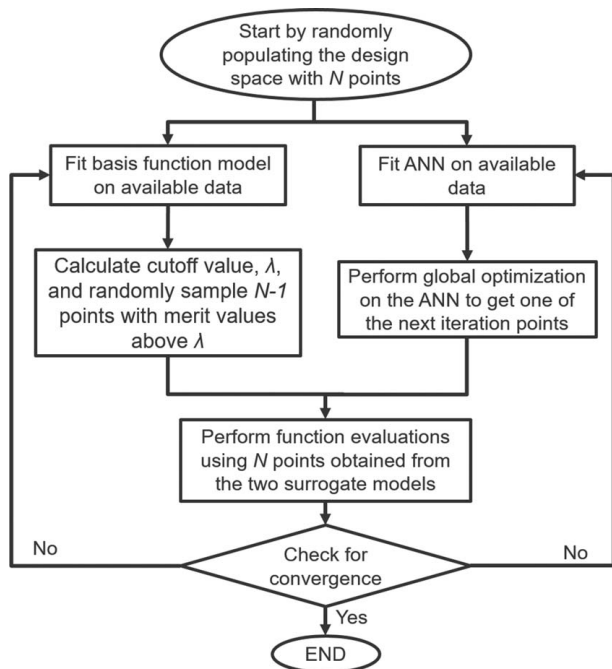 Start by randomly
populating the design
space with N points
Fit basis function model
on available data
Fit ANN on available
data
Calculate cutoff value, λ,
and randomly sample N-1
points with merit values
above λ
Perform global optimization
on the ANN to get one of
the next iteration points
Perform function evaluations
using N points obtained from
the two surrogate models
No
Check for
convergence
No
Yes
END